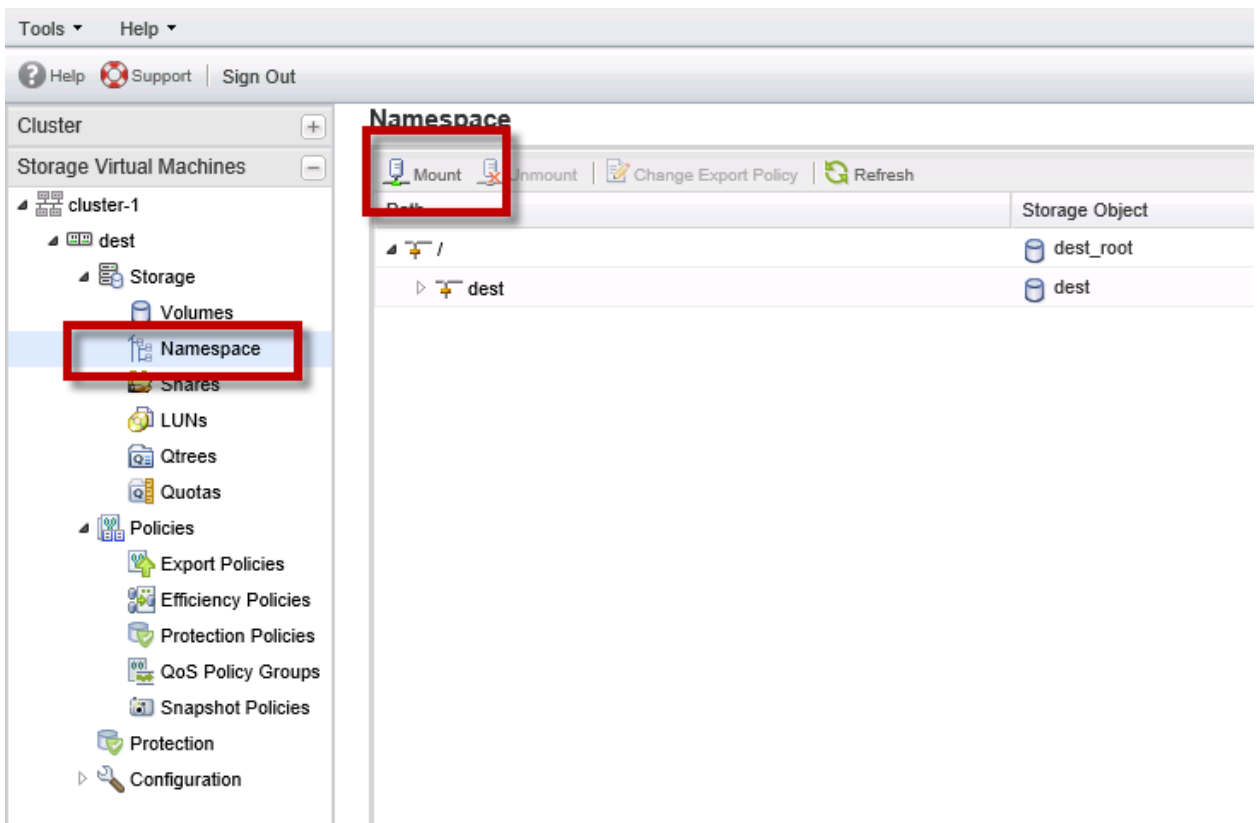 Tools Help
Help Support Sign Out
Cluster
Storage Virtual Machines
cluster-1
dest
Storage
Volumes
Namespace
Shares
LUNs
Qtrees
Quotas
Policies
Export Policies
Efficiency Policies
Protection Policies
QoS Policy Groups
Snapshot Policies
Protection
Configuration
Namespace
Mount Unmount Change Export Policy Refresh
Path Storage Object
/ dest_root
dest dest